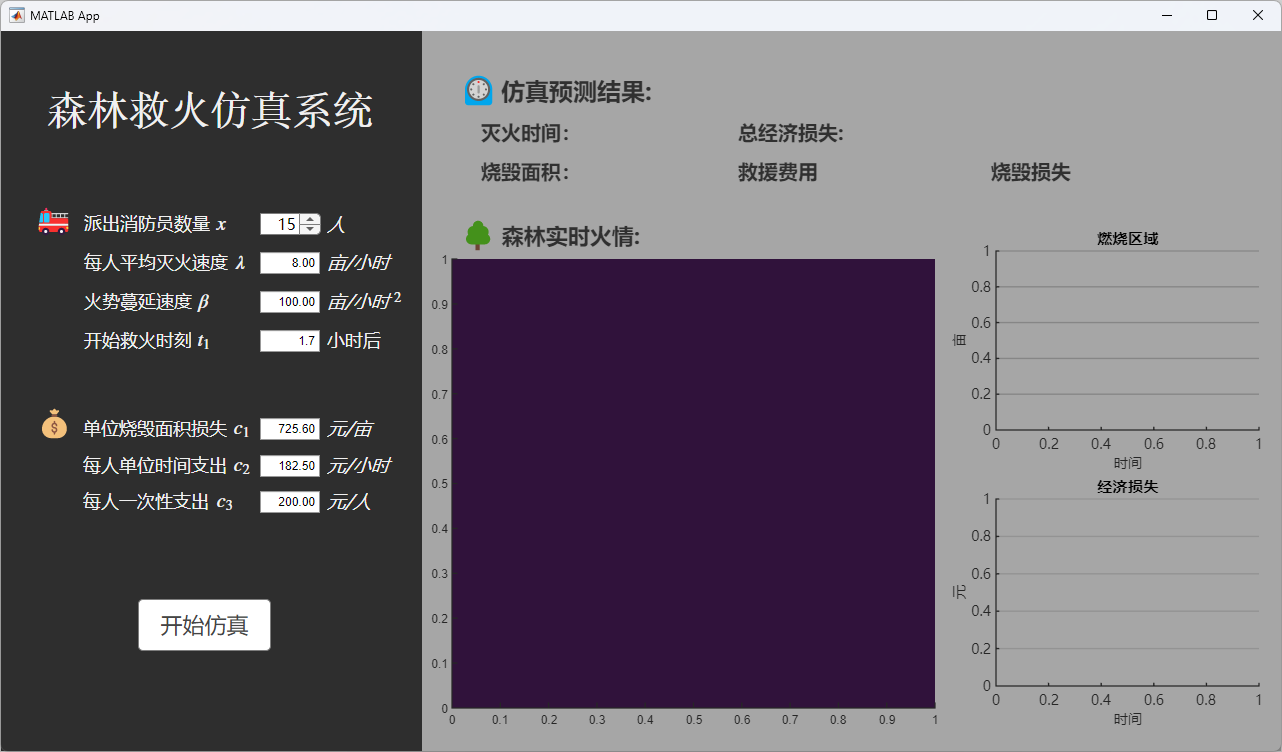 MATLAB App
森林救火仿真系统
派出消防员数量 x 15 人
每人平均灭火速度 λ 8.00 亩/小时
火势蔓延速度 β 100.00 亩/小时²
开始救火时刻 t₁ 1.7 小时后
单位烧毁面积损失 c₁ 725.60 元/亩
每人单位时间支出 c₂ 182.50 元/小时
每人一次性支出 c₃ 200.00 元/人
开始仿真
仿真预测结果:
灭火时间: 总经济损失:
烧毁面积: 救援费用 烧毁损失
森林实时火情:
1
0.9
0.8
0.7
0.6
0.5
0.4
0.3
0.2
0.1
0
0 0.1 0.2 0.3 0.4 0.5 0.6 0.7 0.8 0.9 1
燃烧区域
亩
1
0.8
0.6
0.4
0.2
0
0 0.2 0.4 0.6 0.8 1
时间
经济损失
元
1
0.8
0.6
0.4
0.2
0
0 0.2 0.4 0.6 0.8 1
时间